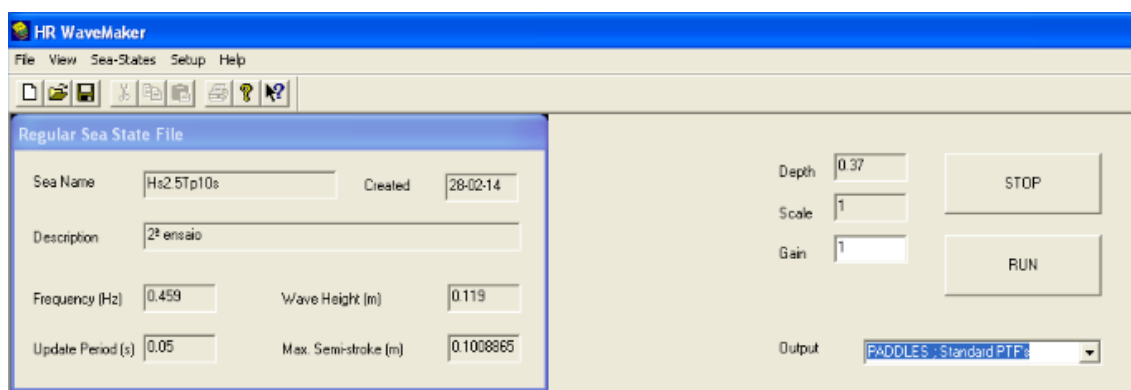 HR WaveMaker
File View Sea-States Setup Help
Regular Sea State File
Sea Name Hs2.5Tp10s Created 28-02-14
Description 2ª ensaio
Frequency (Hz) 0.459 Wave Height (m) 0.119
Update Period (s) 0.05 Max. Semi-stroke (m) 0.1008865
Depth 0.37
Scale 1
Gain 1
STOP
RUN
Output PADDLES ; Standard PTF's